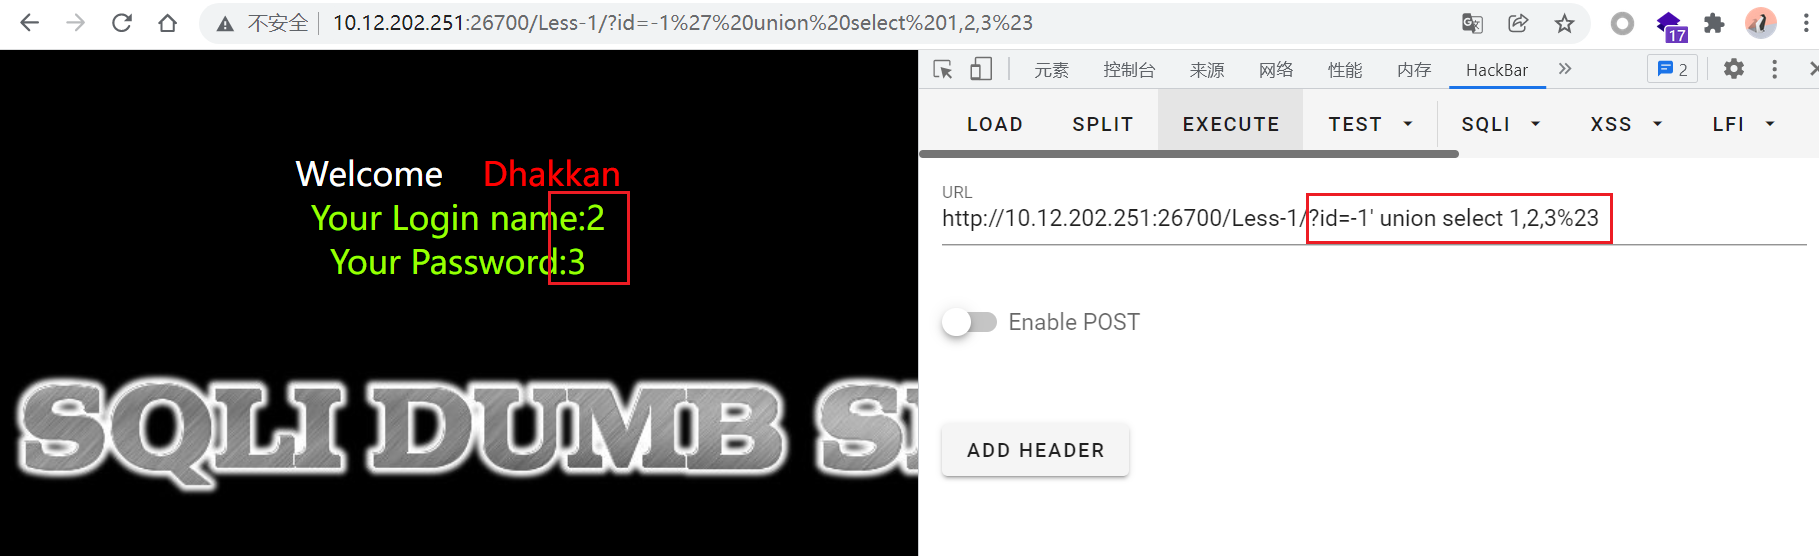 不安全 10.12.202.251:26700/Less-1/?id=-1%27%20union%20select%201,2,3%23
17
元素 控制台 来源 网络 性能 内存 HackBar 2
LOAD SPLIT EXECUTE TEST SQLI XSS LFI
Welcome Dhakkan
Your Login name:2
Your Password:3
SQLI DUMB
URL
http://10.12.202.251:26700/Less-1/?id=-1' union select 1,2,3%23
Enable POST
ADD HEADER